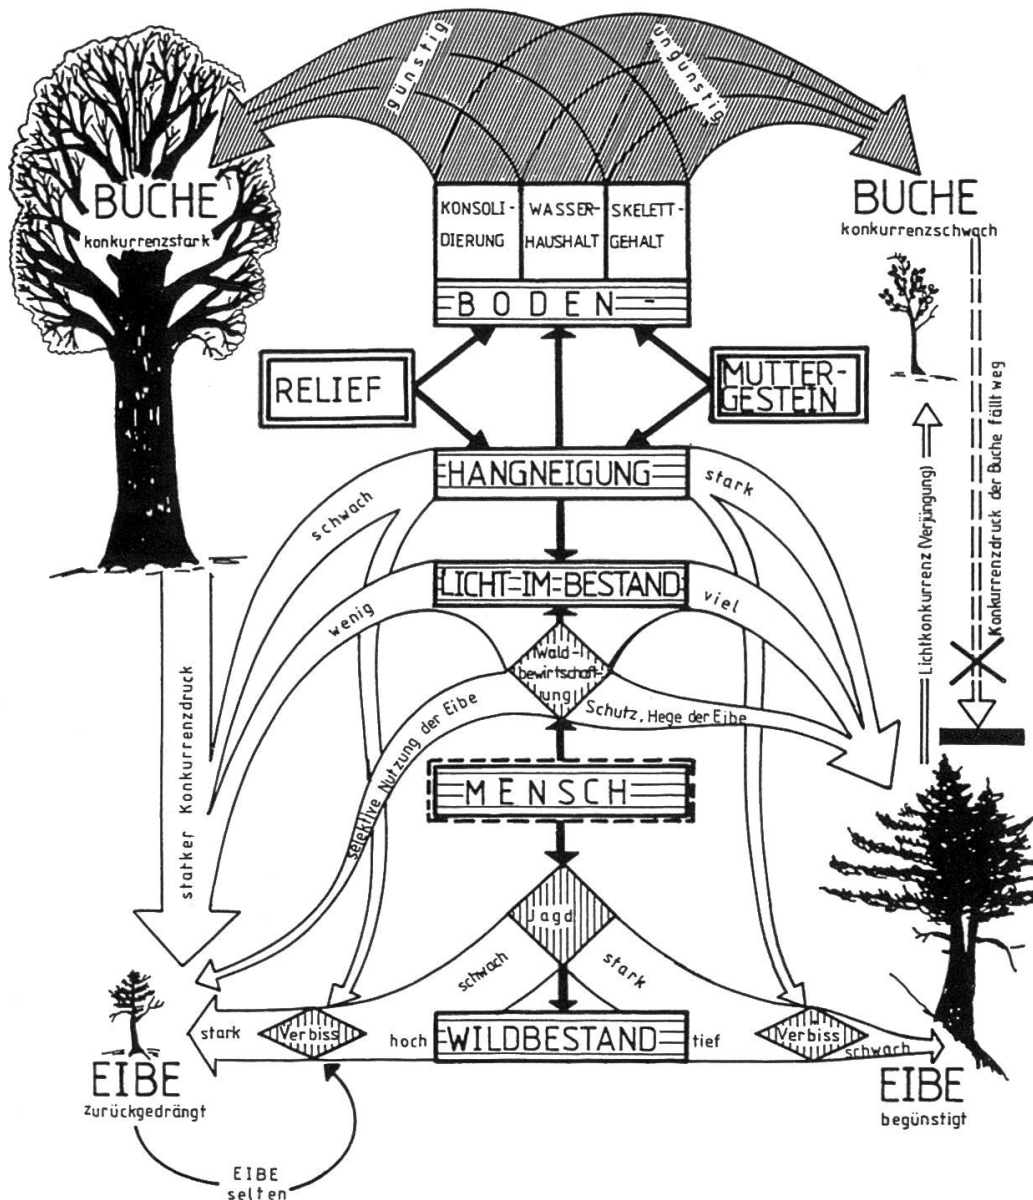 günstig
ungünstig
BUCHE
konkurrenzstark
KONSOLI-
DIERUNG
WASSER-
HAUSHALT
SKELETT-
GEHALT
BUCHE
konkurrenzschwach
BODEN-
RELIEF
MUTTER-
GESTEIN
HANGNEIGUNG
schwach
stark
LICHT-IM-BESTAND
wenig
viel
Wald-
bewirtschaft-
ung
Lichtkonkurrenz (Verjüngung)
Konkurrenzdruck der Buche fällt weg
statker Konkurrenzdruck
selektive Nutzung der Eibe
Schutz, Hege der Eibe
MENSCH
Jagd
schwach
stark
stark
Verbiss
hoch
WILDBESTAND
tief
Verbiss
schwach
EIBE
zurückgedrängt
EIBE
begünstigt
EIBE
selten